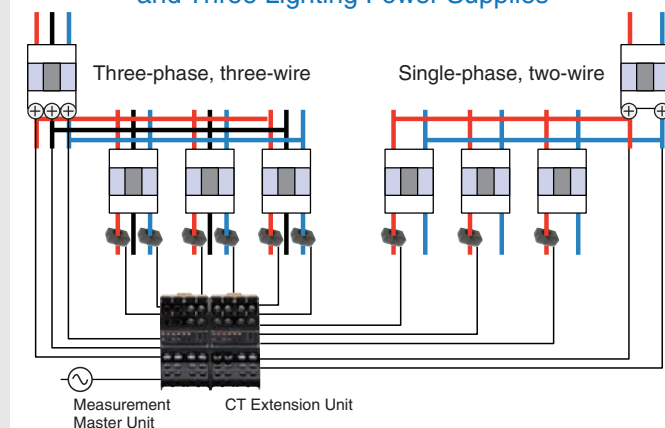 and Three Lighting Power Supplies
Three-phase, three-wire
Single-phase, two-wire
Measurement
Master Unit
CT Extension Unit